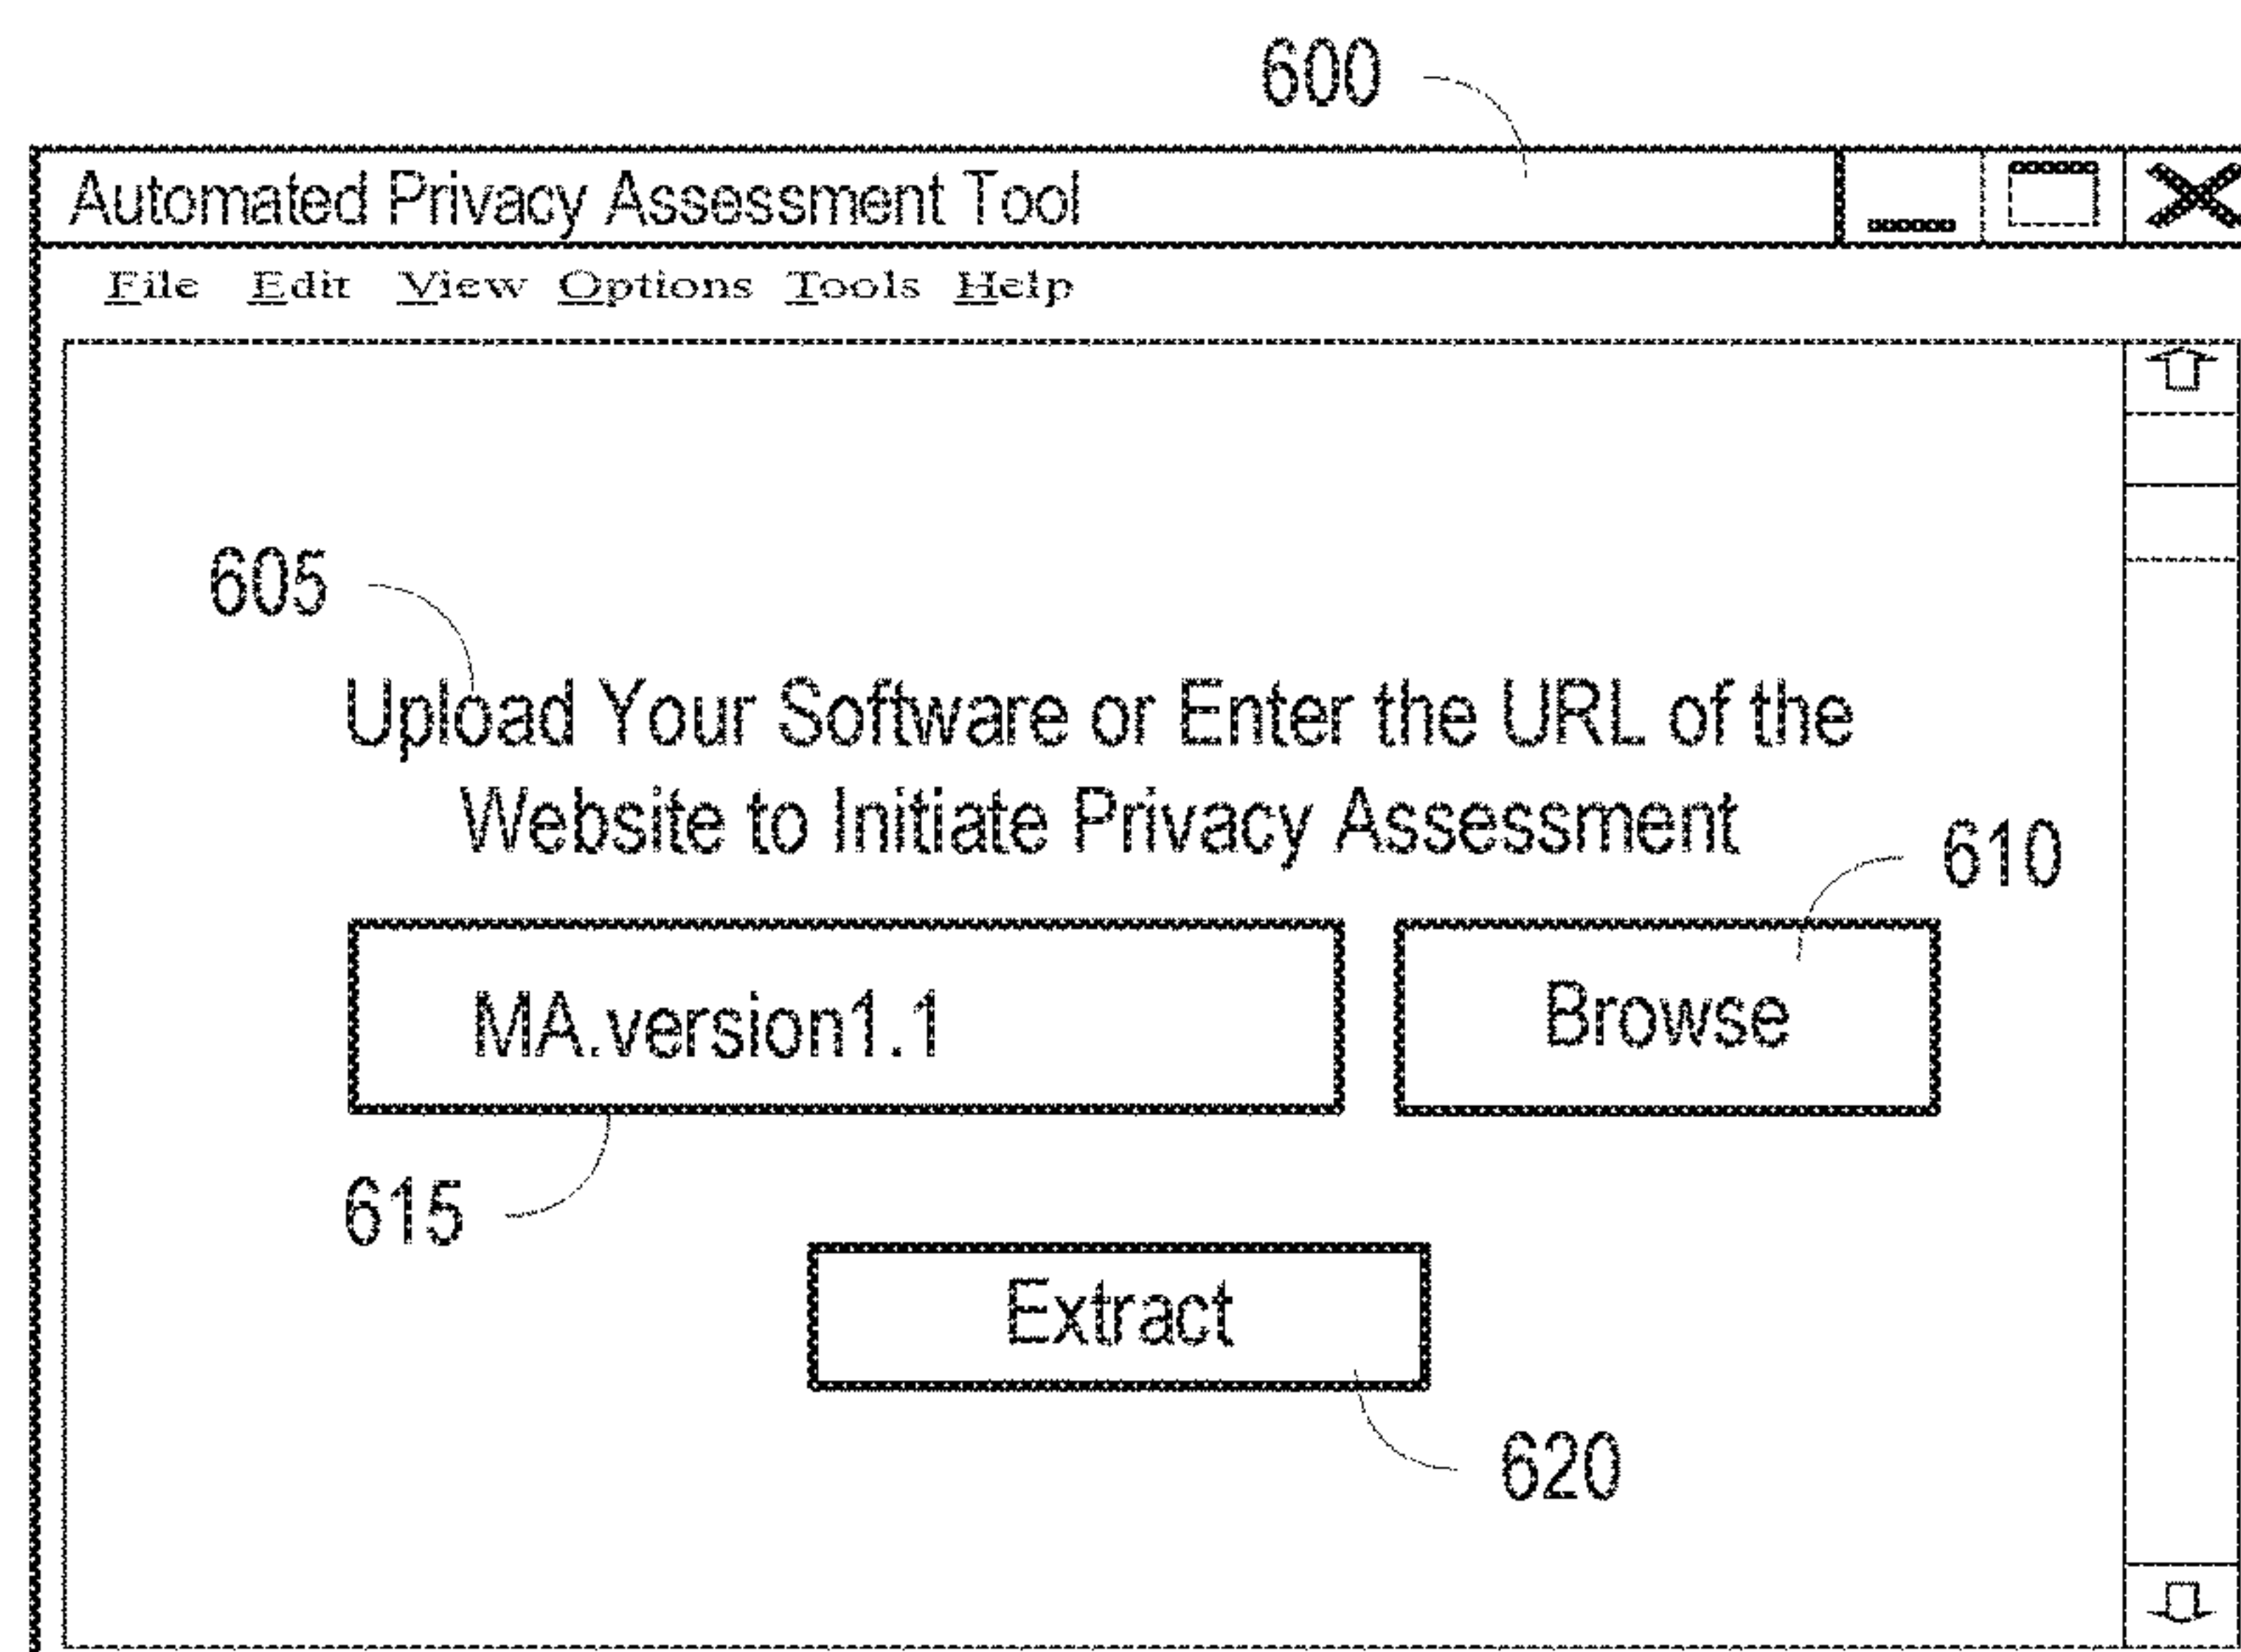 600
Automated Privacy Assessment Tool
File Edit View Options Tools Help
605
Upload Your Software or Enter the URL of the
Website to Initiate Privacy Assessment
610
MA.version1.1
Browse
615
Extract
620